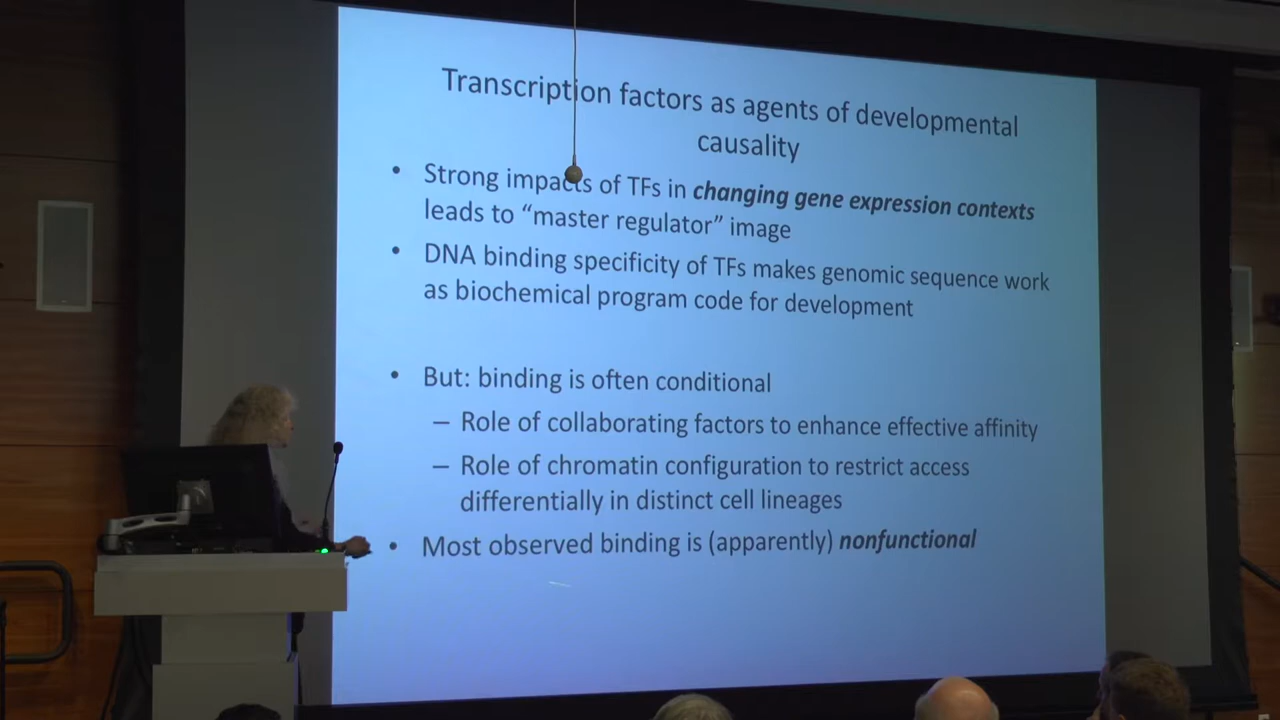 Transcription factors as agents of developmental
causality
• Strong impacts of TFs in changing gene expression contexts
leads to “master regulator” image
• DNA binding specificity of TFs makes genomic sequence work
as biochemical program code for development
• But: binding is often conditional
– Role of collaborating factors to enhance effective affinity
– Role of chromatin configuration to restrict access
differentially in distinct cell lineages
• Most observed binding is (apparently) nonfunctional